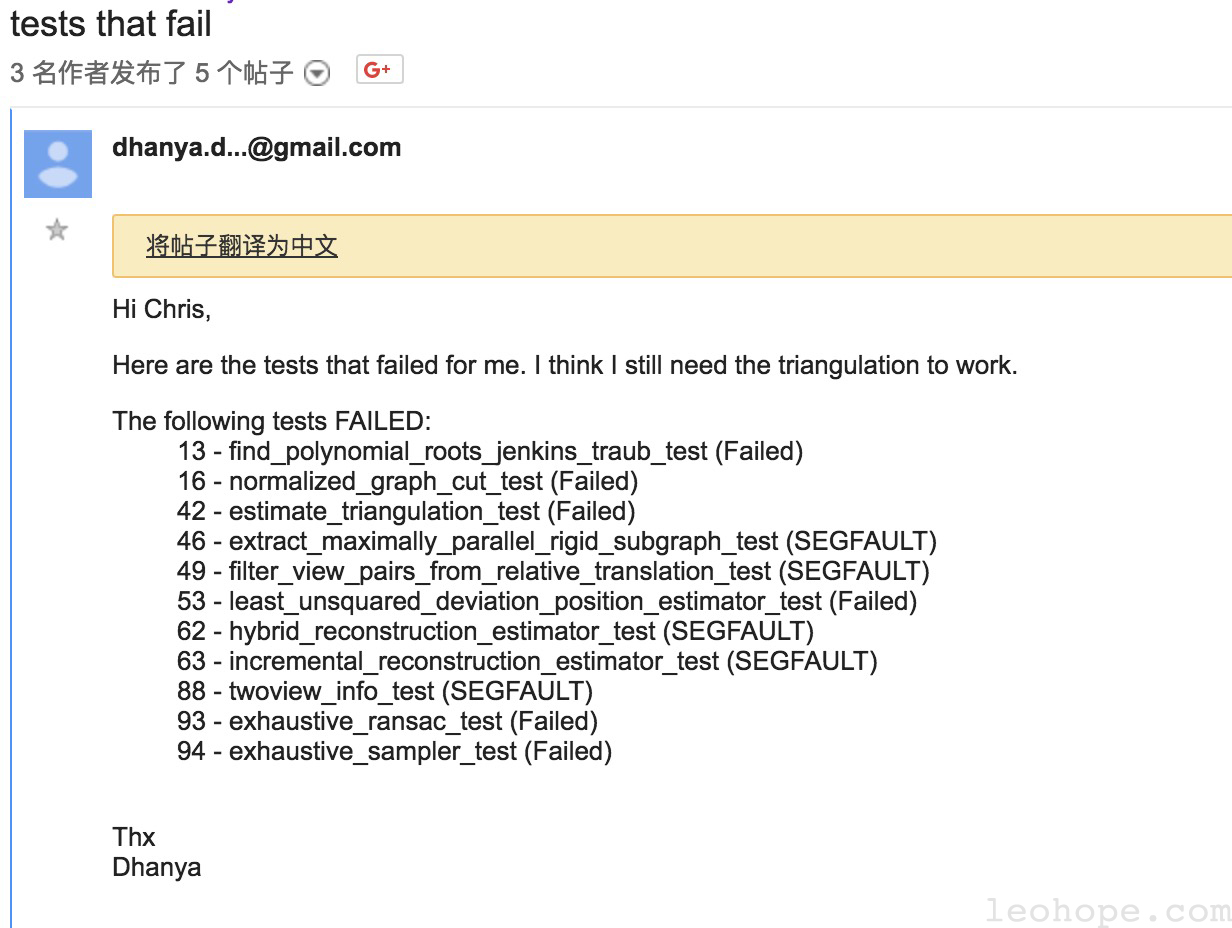 tests that fail
3 名作者发布了 5 个帖子
G+
dhanya.d...@gmail.com
将帖子翻译为中文
Hi Chris,
Here are the tests that failed for me. I think I still need the triangulation to work.
The following tests FAILED:
13 - find_polynomial_roots_jenkins_traub_test (Failed)
16 - normalized_graph_cut_test (Failed)
42 - estimate_triangulation_test (Failed)
46 - extract_maximally_parallel_rigid_subgraph_test (SEGFAULT)
49 - filter_view_pairs_from_relative_translation_test (SEGFAULT)
53 - least_unsquared_deviation_position_estimator_test (Failed)
62 - hybrid_reconstruction_estimator_test (SEGFAULT)
63 - incremental_reconstruction_estimator_test (SEGFAULT)
88 - twoview_info_test (SEGFAULT)
93 - exhaustive_ransac_test (Failed)
94 - exhaustive_sampler_test (Failed)
Thx
Dhanya
leohope.com